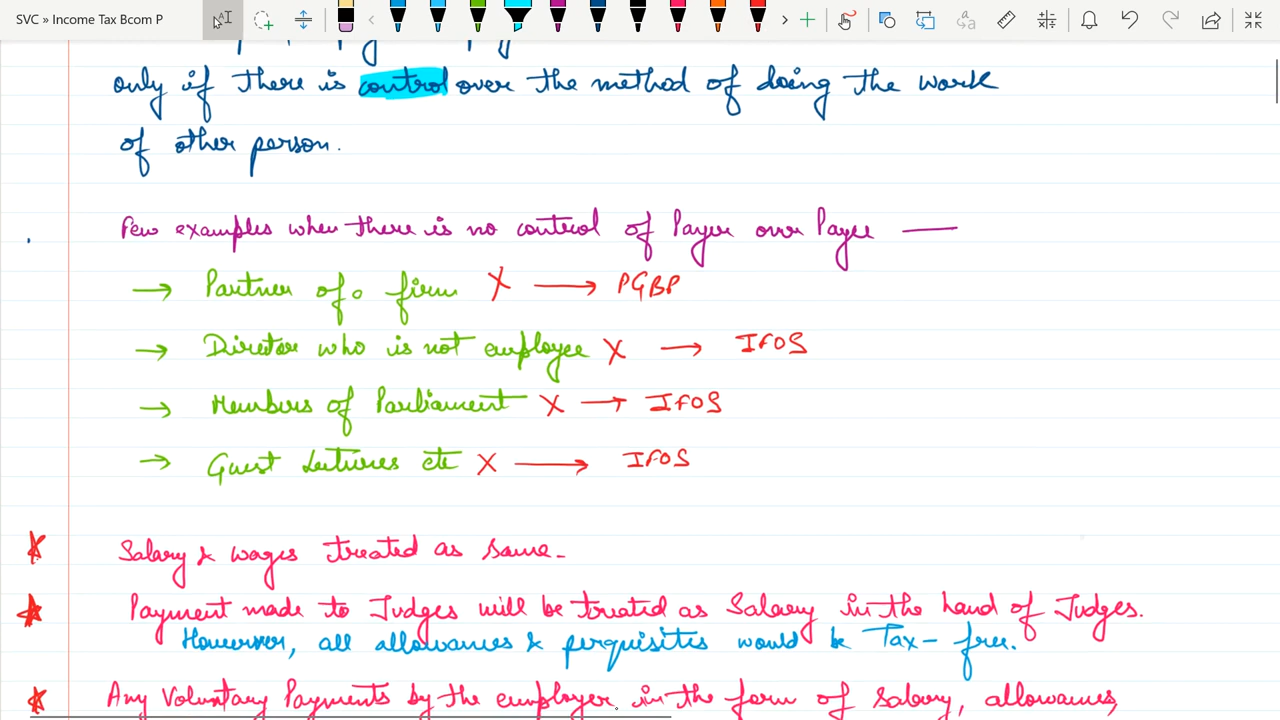 SVC » Income Tax Bcom P
only if there is control over the method of doing the work
of other person.
Few examples when there is no control of Payer over Payee —
→ Partner of a firm X → PGBP
→ Director who is not employee X → IFOS
→ Members of Parliament X → IFOS
→ Guest Lectures etc X → IFOS
Salary & wages treated as same.
Payment made to Judges will be treated as Salary in the hand of Judges.
However, all allowances & perquisites would be Tax-free.
Any Voluntary Payments by the employer in the form of Salary, allowances,